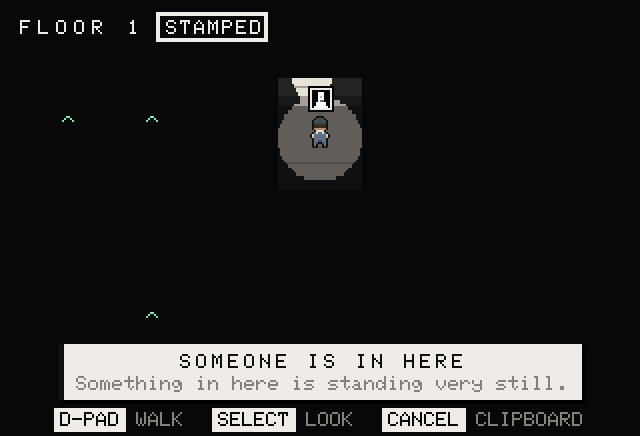 FLOOR 1 STAMPED
SOMEONE IS IN HERE
Something in here is standing very still.
D-PAD WALK SELECT LOOK CANCEL CLIPBOARD